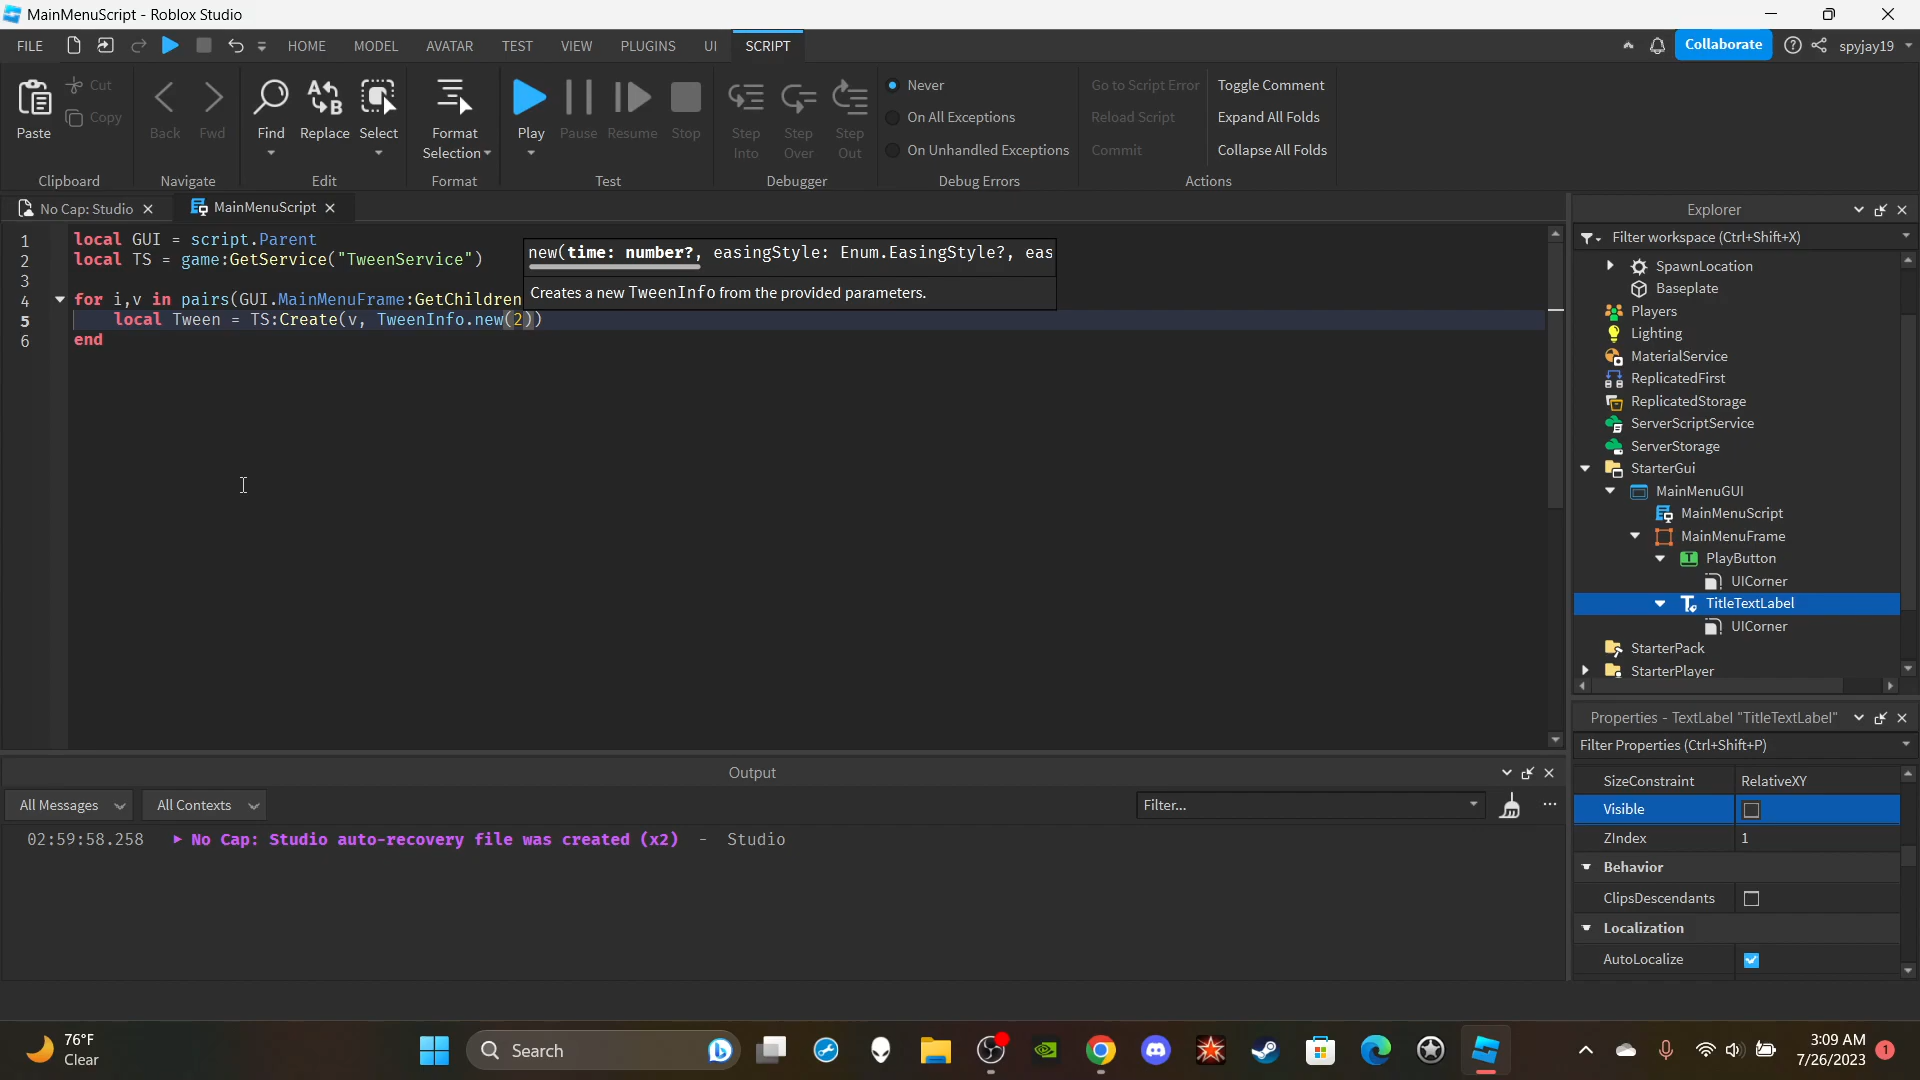 MainMenuScript - Roblox Studio
FILE
HOME
MODEL
AVATAR
TEST
VIEW
PLUGINS
UI
SCRIPT
Collaborate
spyjay19
Paste
Cut
Copy
Clipboard
Back
Fwd
Navigate
Find
Replace
Select
Edit
Format
Selection
Format
Play
Pause
Resume
Stop
Test
Step
Into
Step
Over
Step
Out
Debugger
Never
On All Exceptions
On Unhandled Exceptions
Debug Errors
Go to Script Error
Reload Script
Commit
Toggle Comment
Expand All Folds
Collapse All Folds
Actions
No Cap: Studio
MainMenuScript
1 local GUI = script.Parent
2 local TS = game:GetService("TweenService")
3
4 for i,v in pairs(GUI.MainMenuFrame:GetChildren
5 local Tween = TS:Create(v, TweenInfo.new(2))
6 end
new(time: number?, easingStyle: Enum.EasingStyle?, eas
Creates a new TweenInfo from the provided parameters.
Explorer
Filter workspace (Ctrl+Shift+X)
SpawnLocation
Baseplate
Players
Lighting
MaterialService
ReplicatedFirst
ReplicatedStorage
ServerScriptService
ServerStorage
StarterGui
MainMenuGUI
MainMenuScript
MainMenuFrame
PlayButton
UICorner
TitleTextLabel
UICorner
StarterPack
StarterPlayer
Properties - TextLabel "TitleTextLabel"
Filter Properties (Ctrl+Shift+P)
SizeConstraint RelativeXY
Visible
ZIndex 1
Behavior
ClipsDescendants
Localization
AutoLocalize
Output
All Messages
All Contexts
Filter...
02:59:58.258 No Cap: Studio auto-recovery file was created (x2) - Studio
76°F
Clear
Search
3:09 AM
7/26/2023
1